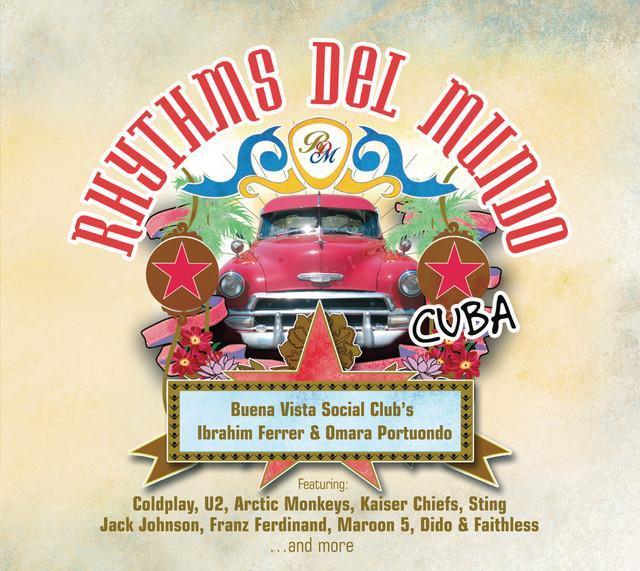 RHYTHMS DEL MUNDO
RDM
CUBA
Buena Vista Social Club's
Ibrahim Ferrer & Omara Portuondo
Featuring:
Coldplay, U2, Arctic Monkeys, Kaiser Chiefs, Sting
Jack Johnson, Franz Ferdinand, Maroon 5, Dido & Faithless
...and more